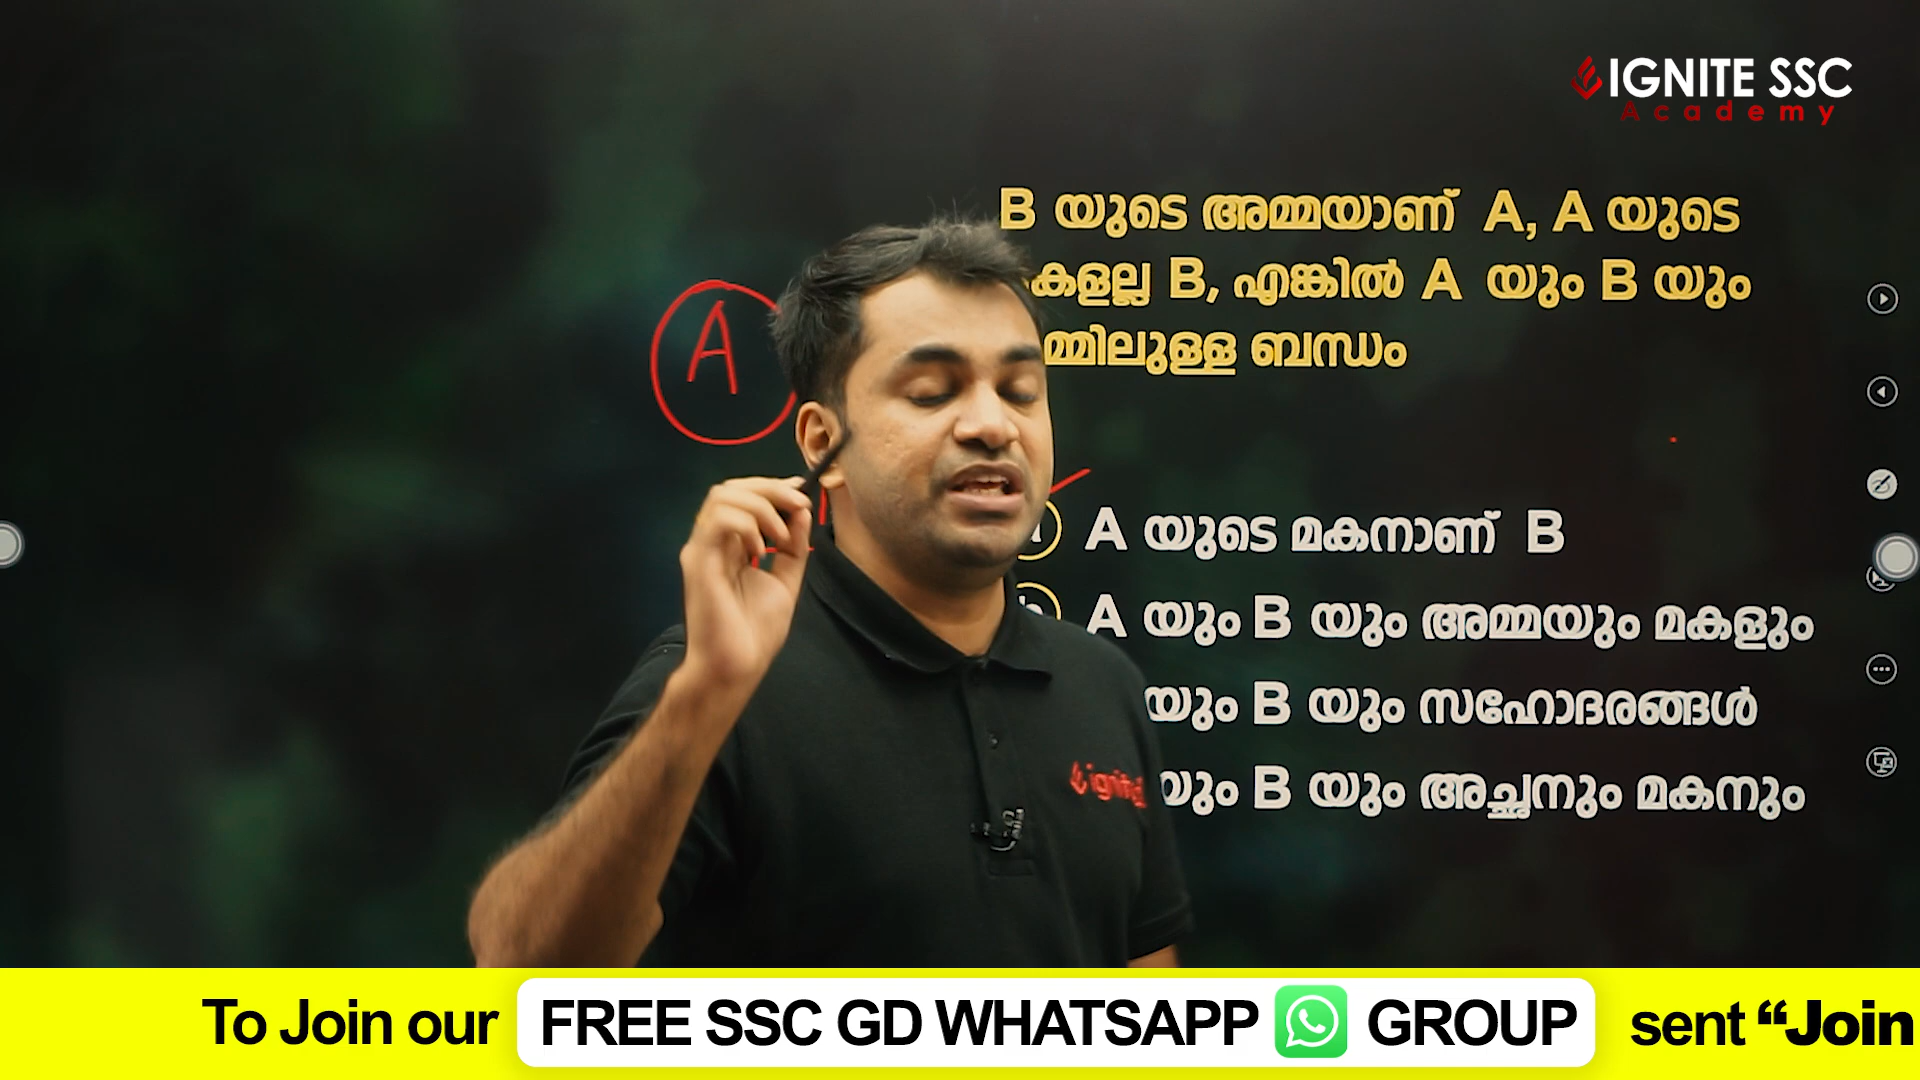 IGNITE SSC
Academy
B യുടെ അമ്മയാണ് A, A യുടെ
B, എങ്കിൽ A യും B യും
ബന്ധം
A
A യുടെ മകനാണ് B
A യും B യും അമ്മയും മകളും
യും B യും സഹോദരങ്ങൾ
യും B യും അച്ഛനും മകനും
To Join our FREE SSC GD WHATSAPP GROUP sent “Join